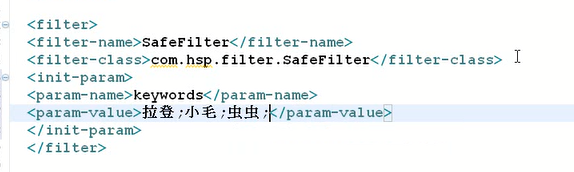 <filter>
<filter-name>SafeFilter</filter-name>
<filter-class>com.hsp.filter.SafeFilter</filter-class>
<init-param>
<param-name>keywords</param-name>
<param-value>拉登;小毛;虫虫;</param-value>
</init-param>
</filter>